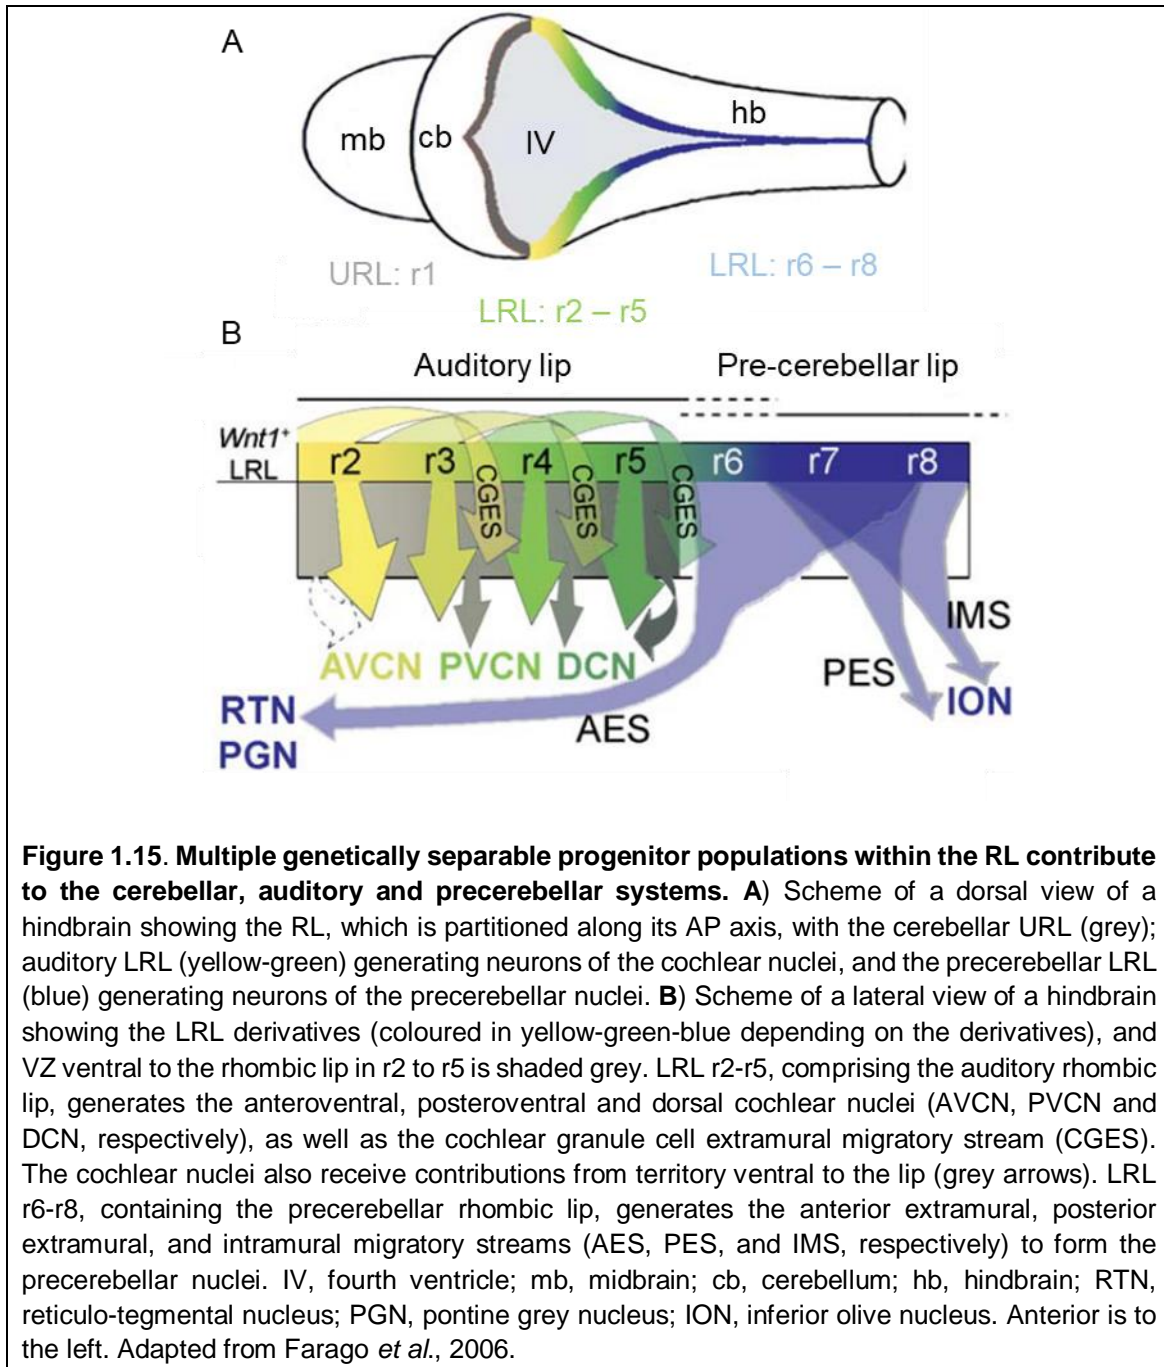 A
mb
cb
IV
hb
URL: r1
LRL: r6 – r8
LRL: r2 – r5
B
Auditory lip
Pre-cerebellar lip
Wnt1+
LRL
r2
r3
r4
r5
r6
r7
r8
CGES
CGES
CGES
IMS
AVCN
PVCN
DCN
PES
ION
RTN
PGN
AES
Figure 1.15. Multiple genetically separable progenitor populations within the RL contribute
to the cerebellar, auditory and precerebellar systems. A) Scheme of a dorsal view of a
hindbrain showing the RL, which is partitioned along its AP axis, with the cerebellar URL (grey);
auditory LRL (yellow-green) generating neurons of the cochlear nuclei, and the precerebellar LRL
(blue) generating neurons of the precerebellar nuclei. B) Scheme of a lateral view of a hindbrain
showing the LRL derivatives (coloured in yellow-green-blue depending on the derivatives), and
VZ ventral to the rhombic lip in r2 to r5 is shaded grey. LRL r2-r5, comprising the auditory rhombic
lip, generates the anteroventral, posteroventral and dorsal cochlear nuclei (AVCN, PVCN and
DCN, respectively), as well as the cochlear granule cell extramural migratory stream (CGES).
The cochlear nuclei also receive contributions from territory ventral to the lip (grey arrows). LRL
r6-r8, containing the precerebellar rhombic lip, generates the anterior extramural, posterior
extramural, and intramural migratory streams (AES, PES, and IMS, respectively) to form the
precerebellar nuclei. IV, fourth ventricle; mb, midbrain; cb, cerebellum; hb, hindbrain; RTN,
reticulo-tegmental nucleus; PGN, pontine grey nucleus; ION, inferior olive nucleus. Anterior is to
the left. Adapted from Farago et al., 2006.